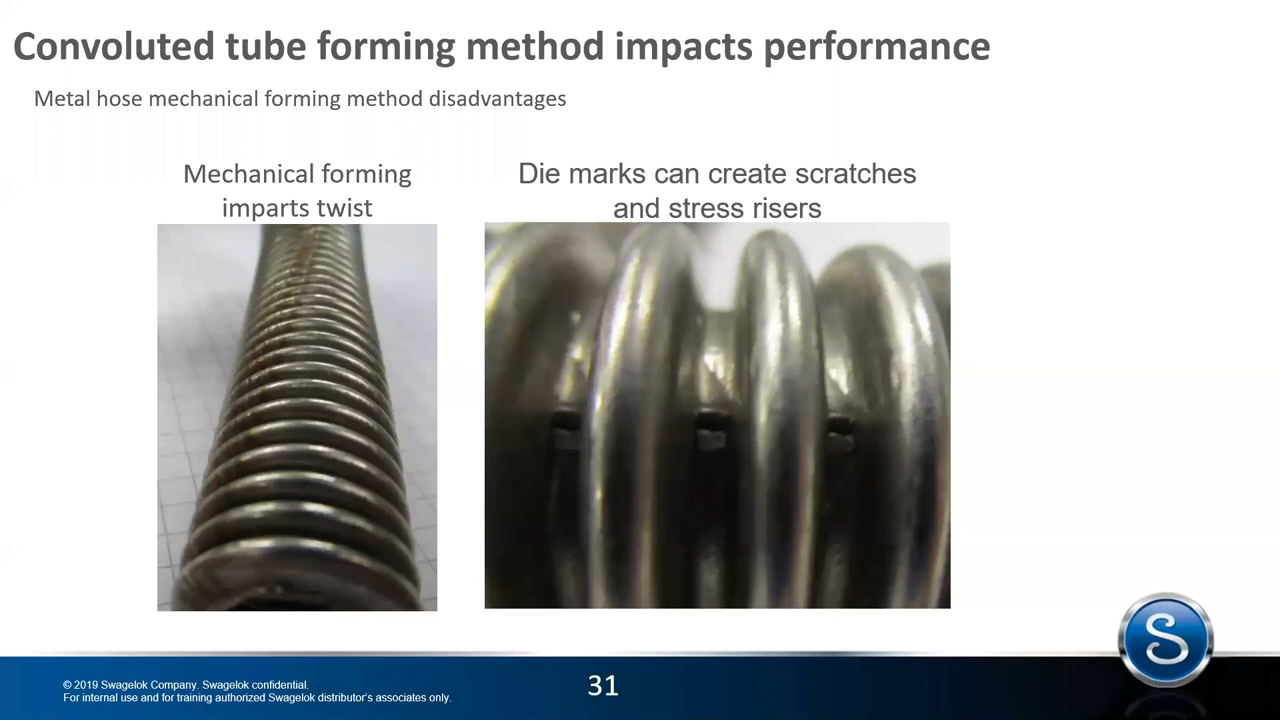 Convoluted tube forming method impacts performance
Metal hose mechanical forming method disadvantages
Mechanical forming
imparts twist
Die marks can create scratches
and stress risers
© 2019 Swagelok Company. Swagelok confidential.
For internal use and for training authorized Swagelok distributor's associates only.
31
S